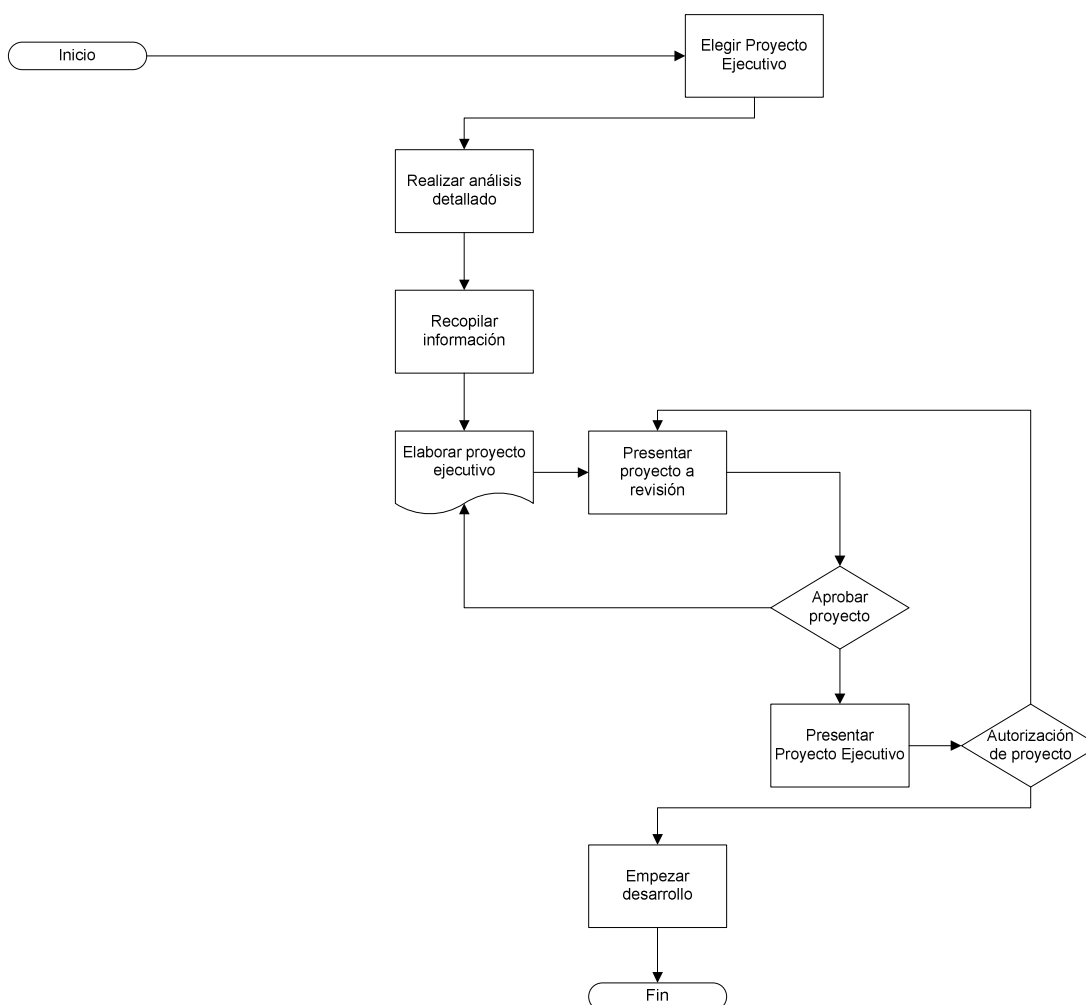 Inicio
Elegir Proyecto
Ejecutivo
Realizar análisis
detallado
Recopilar
información
Elaborar proyecto
ejecutivo
Presentar
proyecto a
revisión
Aprobar
proyecto
Presentar
Proyecto Ejecutivo
Autorización
de proyecto
Empezar
desarrollo
Fin